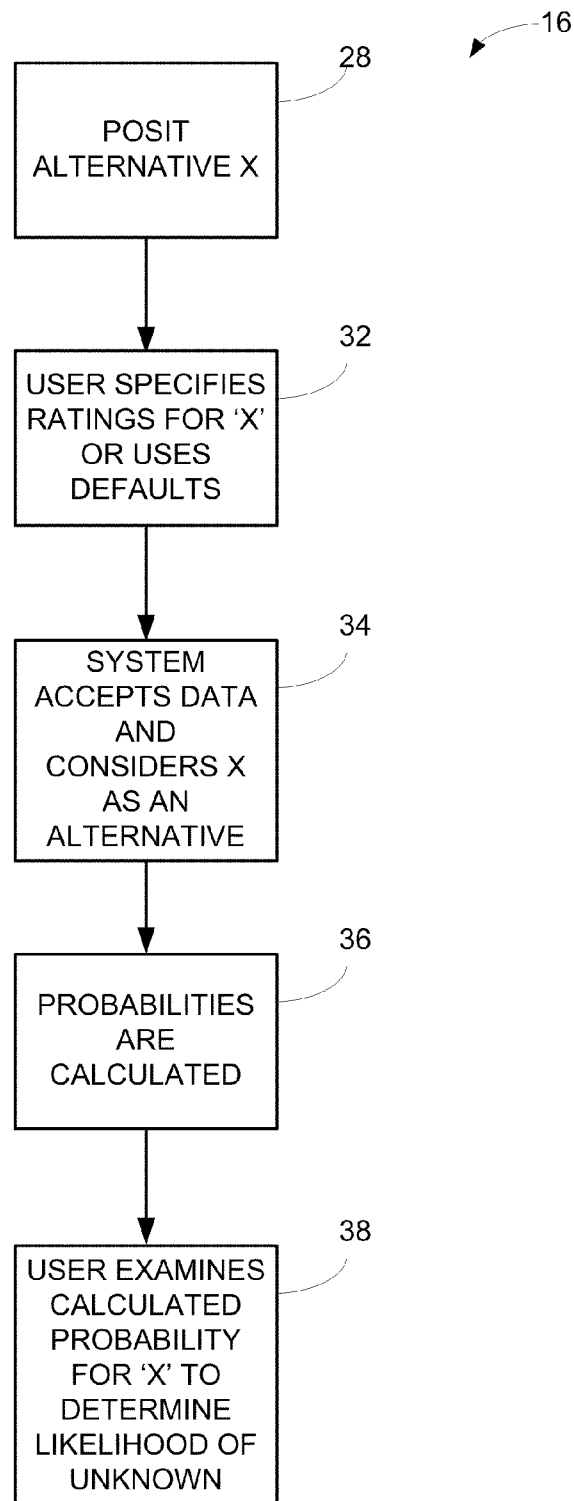 16
28
POSIT
ALTERNATIVE X
32
USER SPECIFIES
RATINGS FOR ‘X’
OR USES
DEFAULTS
34
SYSTEM
ACCEPTS DATA
AND
CONSIDERS X
AS AN
ALTERNATIVE
36
PROBABILITIES
ARE
CALCULATED
38
USER EXAMINES
CALCULATED
PROBABILITY
FOR ‘X’ TO
DETERMINE
LIKELIHOOD OF
UNKNOWN